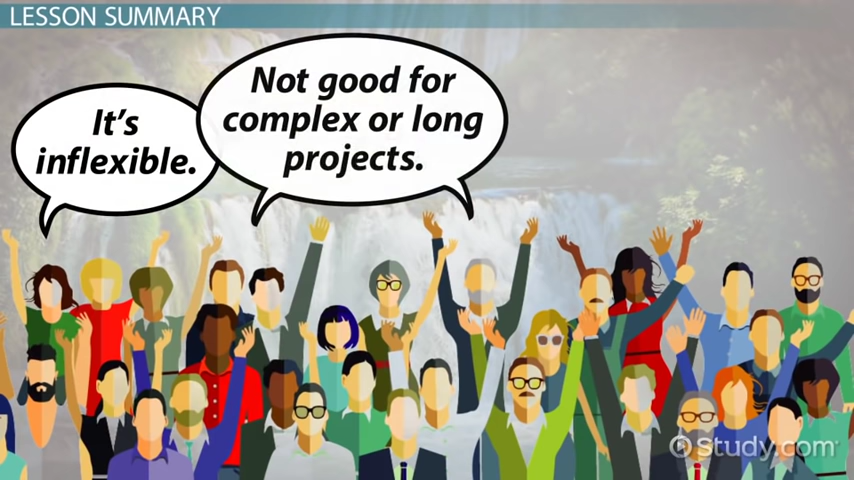 LESSON SUMMARY
It's
inflexible.
Not good for
complex or long
projects.
Study.com